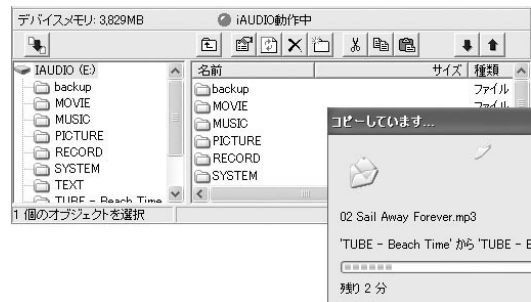 デバイスメモリ: 3,829MB
iAUDIO動作中
IAUDIO (E:)
backup
MOVIE
MUSIC
PICTURE
RECORD
SYSTEM
TEXT
TUBE - Beach Time
名前 サイズ 種類
backup ファイル
MOVIE ファイル
MUSIC
PICTURE
RECORD
SYSTEM
1 個のオブジェクトを選択
コピーしています...
02 Sail Away Forever.mp3
'TUBE - Beach Time' から 'TUBE - B
残り 2 分